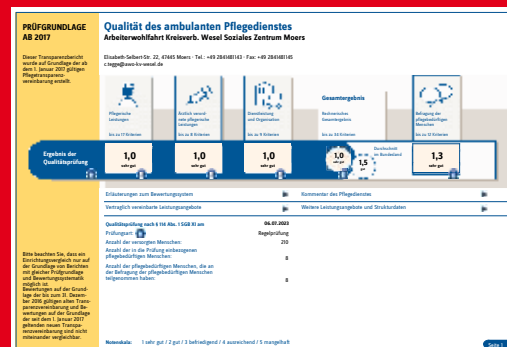 PRÜFGRUNDLAGE
AB 2017
Dieser Transparenzbericht
wurde auf Grundlage der ab
dem 1. Januar 2017 gültigen
Pflegetranspa-
renzvereinbarung erstellt.
Qualität des ambulanten Pflegedienstes
Arbeiterwohlfahrt Kreisverb. Wesel Soziales Zentrum Moers
Elisabeth-Selbert-Str. 22, 47445 Moers · Tel.: +49 2841481143 · Fax: +49 2841481145
c.tegge@awo-kv-wesel.de
Pflegerische
Leistungen
bis zu 17 Kriterien
Ärztlich verord-
nete pflegerische
Leistungen
bis zu 8 Kriterien
Dienstleistung
und Organisation
bis zu 9 Kriterien
Gesamtergebnis
Rechnerisches
Gesamtergebnis
bis zu 34 Kriterien
Befragung der
pflegebedürftigen
Menschen
bis zu 12 Kriterien
Ergebnis der
Qualitätsprüfung
1,0
sehr gut
1,0
sehr gut
1,0
sehr gut
1,0
sehr gut
Durchschnitt
im Bundesland
1,5
gut
1,3
sehr gut
Erläuterungen zum Bewertungssystem
Kommentar des Pflegedienstes
Vertraglich vereinbarte Leistungsangebote
Weitere Leistungsangebote und Strukturdaten
Qualitätsprüfung nach § 114 Abs. 1 SGB XI am 06.07.2023
Prüfungsart: Regelprüfung
Anzahl der versorgten Menschen: 210
Anzahl der in die Prüfung einbezogenen
pflegebedürftigen Menschen: 8
Anzahl der pflegebedürftigen Menschen, die an
der Befragung der pflegebedürftigen Menschen
teilgenommen haben: 8
Bitte beachten Sie, dass ein
Einrichtungsvergleich nur auf
der Grundlage von Berichten
mit gleicher Prüfgrundlage
und Bewertungssystematik
möglich ist.
Bewertungen auf der Grund-
lage der bis zum 31. Dezem-
ber 2016 gültigen alten Trans-
parenzvereinbarung und Be-
wertungen auf der Grundlage
der seit dem 1. Januar 2017
geltenden neuen Transpa-
renzvereinbarung sind nicht
miteinander vergleichbar.
Notenskala: 1 sehr gut / 2 gut / 3 befriedigend / 4 ausreichend / 5 mangelhaft
Seite 1